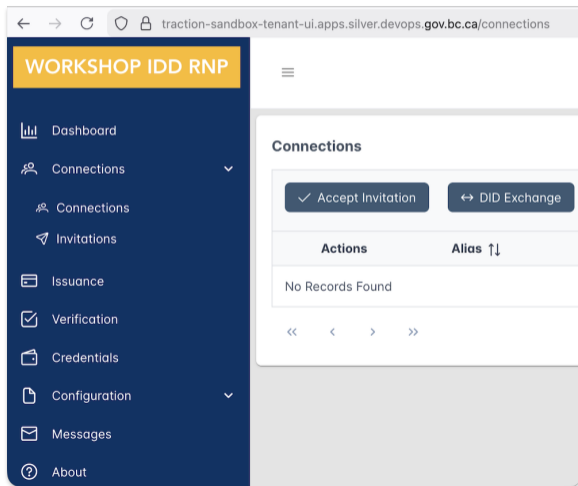 traction-sandbox-tenant-ui.apps.silver.devops.gov.bc.ca/connections
WORKSHOP IDD RNP
Dashboard
Connections
Connections
Invitations
Issuance
Verification
Credentials
Configuration
Messages
About
Connections
Accept Invitation
DID Exchange
Actions
Alias
No Records Found